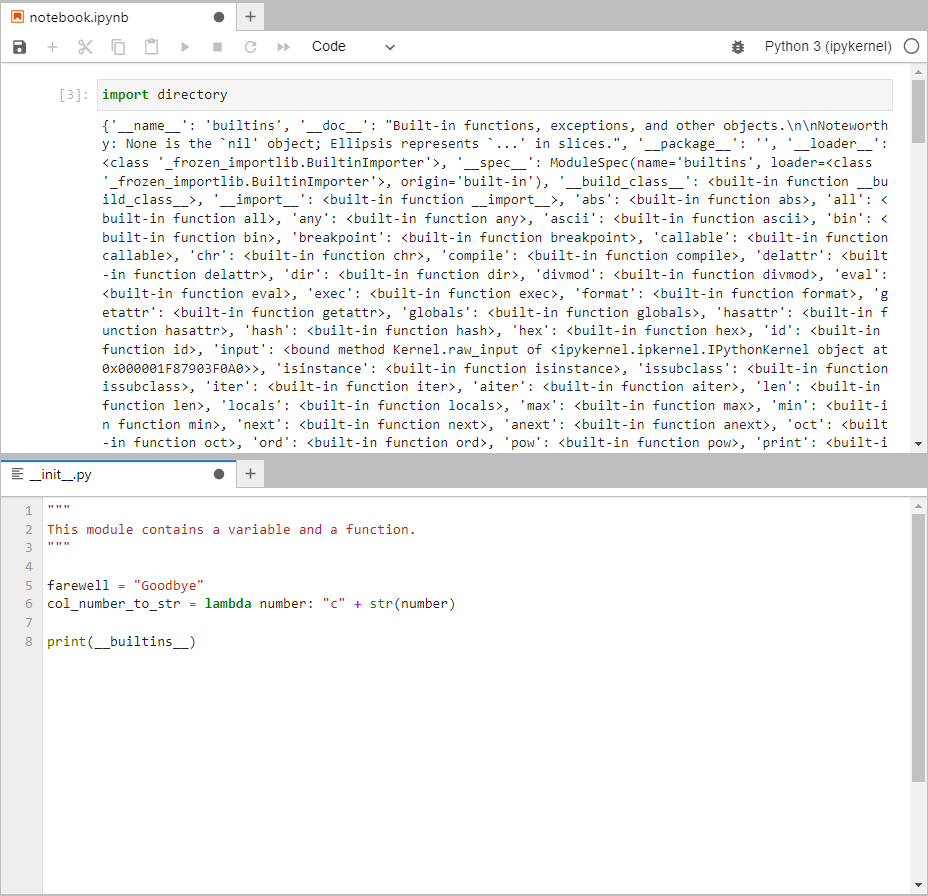 notebook.ipynb
Code
Python 3 (ipykernel)
[3]: import directory
{'__name__': 'builtins', '__doc__': "Built-in functions, exceptions, and other objects.\n\nNoteworth
y: None is the `nil' object; Ellipsis represents `...' in slices.", '__package__': '', '__loader__':
<class '_frozen_importlib.BuiltinImporter'>, '__spec__': ModuleSpec(name='builtins', loader=<class
'_frozen_importlib.BuiltinImporter'>, origin='built-in'), '__build_class__': <built-in function __bu
ild_class__>, '__import__': <built-in function __import__>, 'abs': <built-in function abs>, 'all': <
built-in function all>, 'any': <built-in function any>, 'ascii': <built-in function ascii>, 'bin': <
built-in function bin>, 'breakpoint': <built-in function breakpoint>, 'callable': <built-in function
callable>, 'chr': <built-in function chr>, 'compile': <built-in function compile>, 'delattr': <built
-in function delattr>, 'dir': <built-in function dir>, 'divmod': <built-in function divmod>, 'eval':
<built-in function eval>, 'exec': <built-in function exec>, 'format': <built-in function format>, 'g
etattr': <built-in function getattr>, 'globals': <built-in function globals>, 'hasattr': <built-in f
unction hasattr>, 'hash': <built-in function hash>, 'hex': <built-in function hex>, 'id': <built-in
function id>, 'input': <bound method Kernel.raw_input of <ipykernel.ipkernel.IPythonKernel object at
0x000001F87903F0A0>>, 'isinstance': <built-in function isinstance>, 'issubclass': <built-in function
issubclass>, 'iter': <built-in function iter>, 'aiter': <built-in function aiter>, 'len': <built-in
function len>, 'locals': <built-in function locals>, 'max': <built-in function max>, 'min': <built-i
n function min>, 'next': <built-in function next>, 'anext': <built-in function anext>, 'oct': <built
-in function oct>, 'ord': <built-in function ord>, 'pow': <built-in function pow>, 'print': <built-i
__init__.py
1 """
2 This module contains a variable and a function.
3 """
4
5 farewell = "Goodbye"
6 col_number_to_str = lambda number: "c" + str(number)
7
8 print(__builtins__)